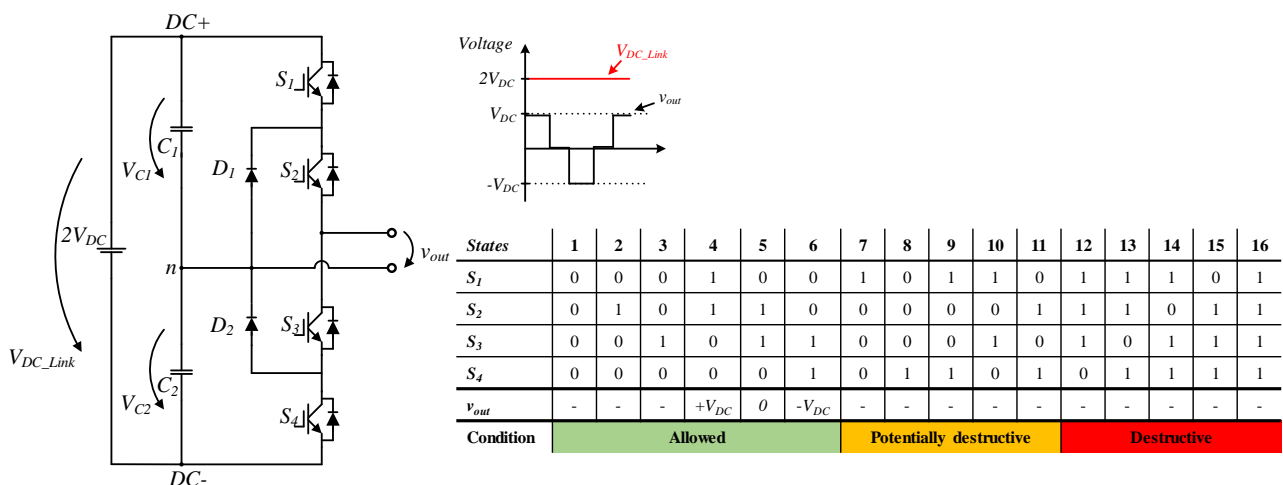 DC+
S1
C1
VC1
D1
S2
2VDC
n
vout
D2
S3
VDC_Link
C2
VC2
S4
DC-
Voltage
VDC_Link
2VDC
vout
VDC
-VDC
States 1 2 3 4 5 6 7 8 9 10 11 12 13 14 15 16
S1 0 0 0 1 0 0 1 0 1 1 0 1 1 1 0 1
S2 0 1 0 1 1 0 0 0 0 0 1 1 1 0 1 1
S3 0 0 1 0 1 1 0 0 0 1 0 1 0 1 1 1
S4 0 0 0 0 0 1 0 1 1 0 1 0 1 1 1 1
vout - - - +VDC 0 -VDC - - - - - - - - - -
Condition Allowed Potentially destructive Destructive